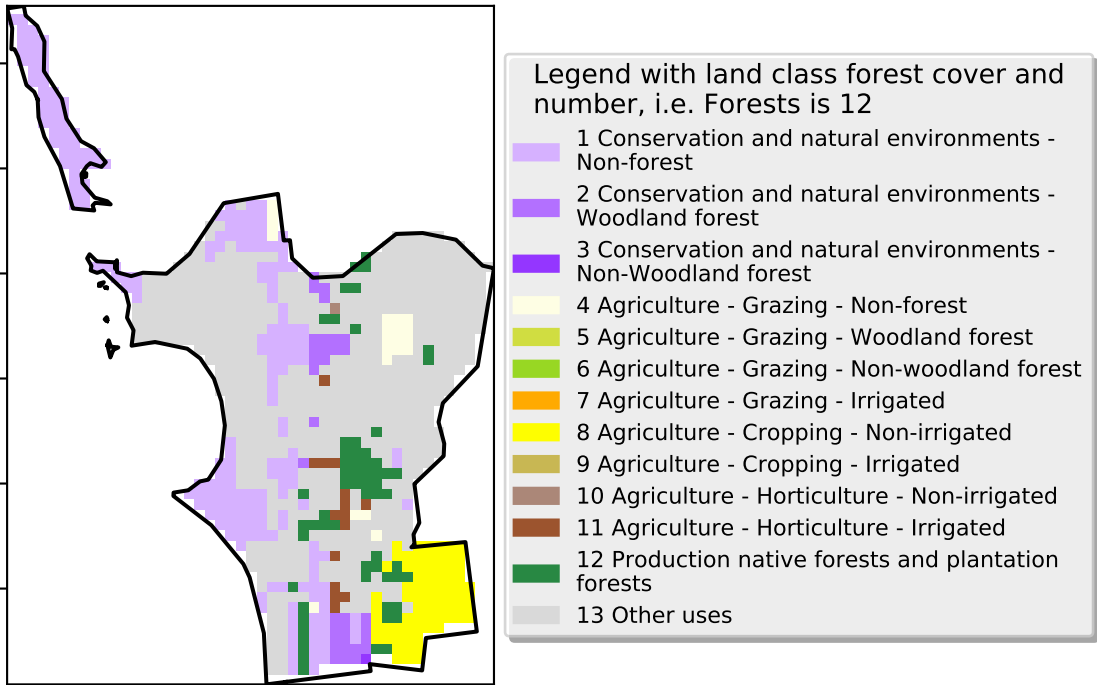 Legend with land class forest cover and
number, i.e. Forests is 12
1 Conservation and natural environments -
Non-forest
2 Conservation and natural environments -
Woodland forest
3 Conservation and natural environments -
Non-Woodland forest
4 Agriculture - Grazing - Non-forest
5 Agriculture - Grazing - Woodland forest
6 Agriculture - Grazing - Non-woodland forest
7 Agriculture - Grazing - Irrigated
8 Agriculture - Cropping - Non-irrigated
9 Agriculture - Cropping - Irrigated
10 Agriculture - Horticulture - Non-irrigated
11 Agriculture - Horticulture - Irrigated
12 Production native forests and plantation
forests
13 Other uses